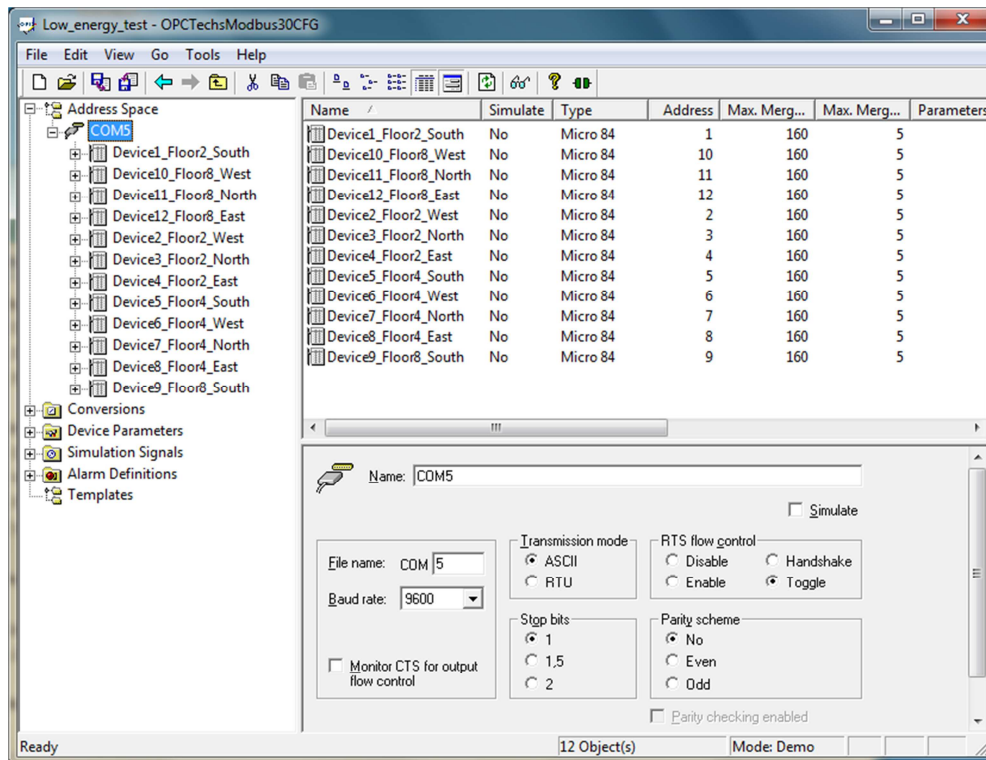 Low_energy_test - OPCTechsModbus30CFG
File Edit View Go Tools Help
Address Space
COM5
Device1_Floor2_South
Device10_Floor8_West
Device11_Floor8_North
Device12_Floor8_East
Device2_Floor2_West
Device3_Floor2_North
Device4_Floor2_East
Device5_Floor4_South
Device6_Floor4_West
Device7_Floor4_North
Device8_Floor4_East
Device9_Floor8_South
Conversions
Device Parameters
Simulation Signals
Alarm Definitions
Templates
Name Simulate Type Address Max. Merg... Max. Merg... Parameters
Device1_Floor2_South No Micro 84 1 160 5
Device10_Floor8_West No Micro 84 10 160 5
Device11_Floor8_North No Micro 84 11 160 5
Device12_Floor8_East No Micro 84 12 160 5
Device2_Floor2_West No Micro 84 2 160 5
Device3_Floor2_North No Micro 84 3 160 5
Device4_Floor2_East No Micro 84 4 160 5
Device5_Floor4_South No Micro 84 5 160 5
Device6_Floor4_West No Micro 84 6 160 5
Device7_Floor4_North No Micro 84 7 160 5
Device8_Floor4_East No Micro 84 8 160 5
Device9_Floor8_South No Micro 84 9 160 5
Name: COM5
Simulate
File name: COM 5
Baud rate: 9600
Monitor CTS for output
flow control
Transmission mode
ASCII
RTU
RTS flow control
Disable Handshake
Enable Toggle
Stop bits
1
1,5
2
Parity scheme
No
Even
Odd
Parity checking enabled
Ready 12 Object(s) Mode: Demo